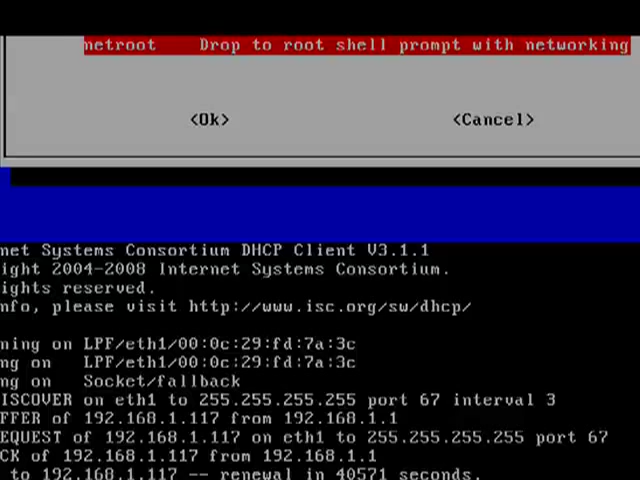 netroot Drop to root shell prompt with networking
<Ok> <Cancel>
net Systems Consortium DHCP Client V3.1.1
ight 2004-2008 Internet Systems Consortium.
ights reserved.
info, please visit http://www.isc.org/sw/dhcp/
ning on LPF/eth1/00:0c:29:fd:7a:3c
ng on LPF/eth1/00:0c:29:fd:7a:3c
ng on Socket/fallback
ISCOVER on eth1 to 255.255.255.255 port 67 interval 3
FFER of 192.168.1.117 from 192.168.1.1
EQUEST of 192.168.1.117 on eth1 to 255.255.255.255 port 67
CK of 192.168.1.117 from 192.168.1.1
to 192.168.1.117 -- renewal in 40571 seconds.